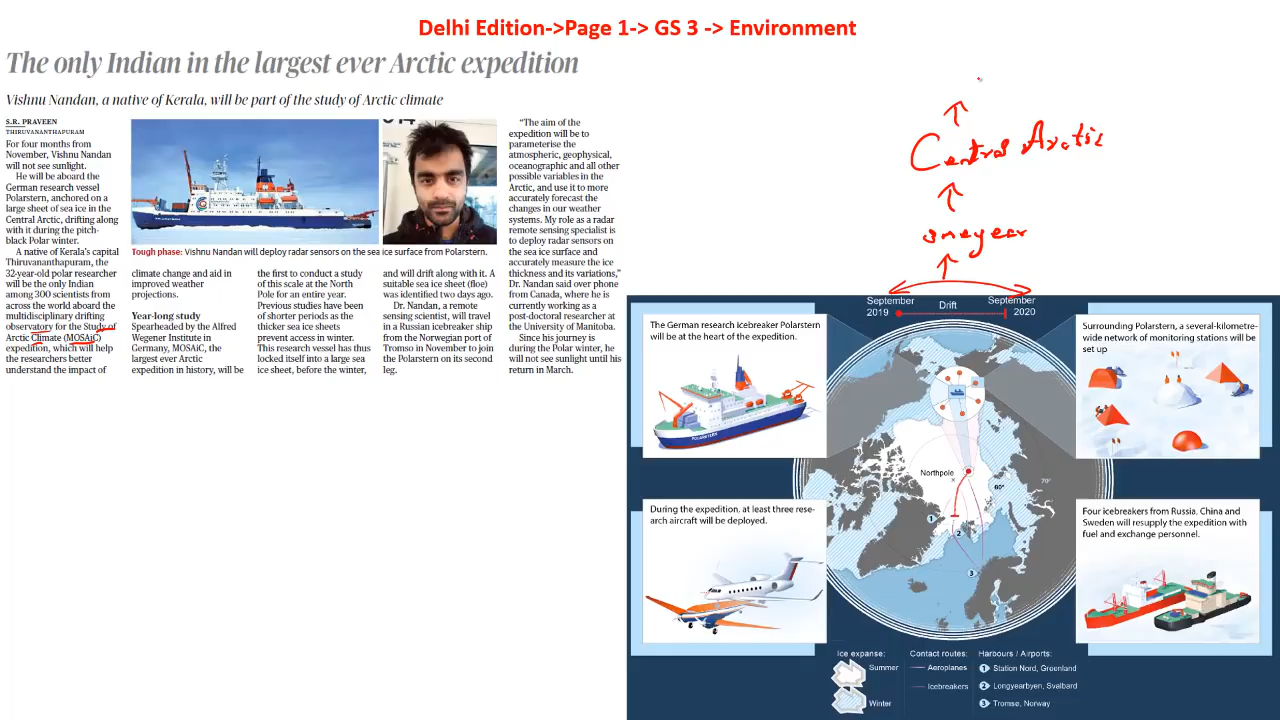 Delhi Edition->Page 1-> GS 3 -> Environment
The only Indian in the largest ever Arctic expedition
Vishnu Nandan, a native of Kerala, will be part of the study of Arctic climate
S.R. PRAVEEN
THIRUVANANTHAPURAM
For four months from
November, Vishnu Nandan
will not see sunlight.
He will be aboard the
German research vessel
Polarstern, anchored on a
large sheet of sea ice in the
Central Arctic, drifting along
with it during the pitch-
black Polar winter.
A native of Kerala's capital
Thiruvananthapuram, the
32-year-old polar researcher
will be the only Indian
among 300 scientists from
across the world aboard the
multidisciplinary drifting
observatory for the Study of
Arctic Climate (MOSAiC)
expedition, which will help
the researchers better
understand the impact of
Tough phase: Vishnu Nandan will deploy radar sensors on the sea ice surface from Polarstern.
climate change and aid in
improved weather
projections.
Year-long study
Spearheaded by the Alfred
Wegener Institute in
Germany, MOSAiC, the
largest ever Arctic
expedition in history, will be
the first to conduct a study
of this scale at the North
Pole for an entire year.
Previous studies have been
of shorter periods as the
thicker sea ice sheets
prevent access in winter.
This research vessel has thus
locked itself into a large sea
ice sheet, before the winter,
and will drift along with it. A
suitable sea ice sheet (floe)
was identified two days ago.
Dr. Nandan, a remote
sensing scientist, will travel
in a Russian icebreaker ship
from the Norwegian port of
Tromso in November to join
the Polarstern on its second
leg.
"The aim of the
expedition will be to
parameterise the
atmospheric, geophysical,
oceanographic and all other
possible variables in the
Arctic, and use it to more
accurately forecast the
changes in our weather
systems. My role as a radar
remote sensing specialist is
to deploy radar sensors on
the sea ice surface and
accurately measure the ice
thickness and its variations,"
Dr. Nandan said over phone
from Canada, where he is
currently working as a
post-doctoral researcher at
the University of Manitoba.
Since his journey is
during the Polar winter, he
will not see sunlight until his
return in March.
Central Arctic
one year
September
2019
Drift
September
2020
The German research icebreaker Polarstern
will be at the heart of the expedition.
POLARSTERN
Surrounding Polarstern, a several-kilometre-
wide network of monitoring stations will be
set up
Northpole
60°
70°
1
2
3
During the expedition, at least three rese-
arch aircraft will be deployed.
Four icebreakers from Russia, China and
Sweden will resupply the expedition with
fuel and exchange personnel.
Ice expanse:
Summer
Winter
Contact routes:
Aeroplanes
Icebreakers
Harbours / Airports:
1 Station Nord, Greenland
2 Longyearbyen, Svalbard
3 Tromsø, Norway